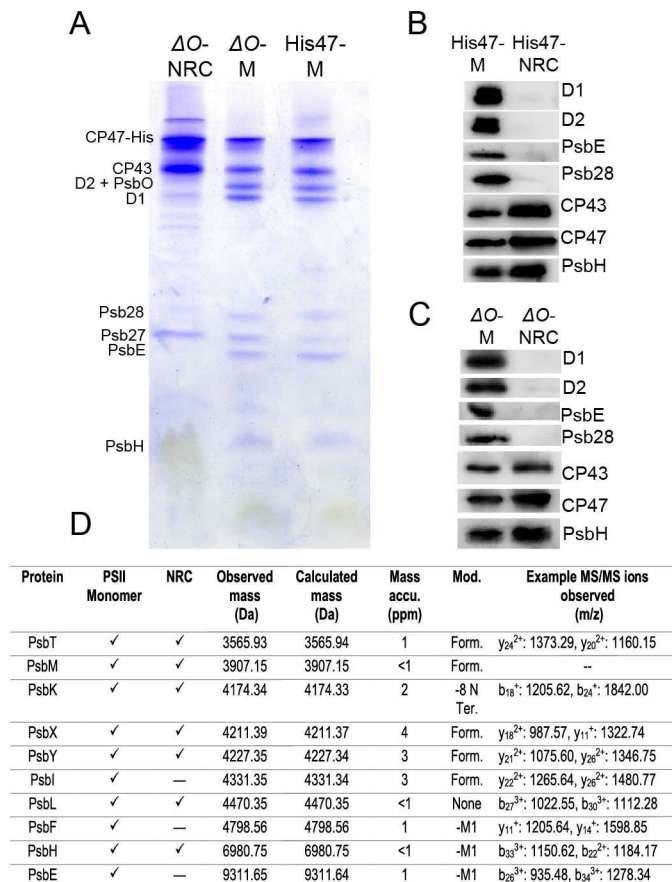 A
ΔO-
NRC
ΔO-
M
His47-
M
CP47-His
CP43
D2 + PsbO
D1
Psb28
Psb27
PsbE
PsbH
B
His47-
M
His47-
NRC
D1
D2
PsbE
Psb28
CP43
CP47
PsbH
C
ΔO-
M
ΔO-
NRC
D1
D2
PsbE
Psb28
CP43
CP47
PsbH
D
Protein PSII Monomer NRC Observed mass (Da) Calculated mass (Da) Mass accu. (ppm) Mod. Example MS/MS ions observed (m/z)
PsbT ✓ ✓ 3565.93 3565.94 1 Form. y₂₄²⁺: 1373.29, y₂₀²⁺: 1160.15
PsbM ✓ ✓ 3907.15 3907.15 <1 Form. --
PsbK ✓ ✓ 4174.34 4174.33 2 -8 N Ter. b₁₈⁺: 1205.62, b₂₄⁺: 1842.00
PsbX ✓ ✓ 4211.39 4211.37 4 Form. y₁₈²⁺: 987.57, y₁₁⁺: 1322.74
PsbY ✓ ✓ 4227.35 4227.34 3 Form. y₂₁²⁺: 1075.60, y₂₆²⁺: 1346.75
PsbI ✓ — 4331.35 4331.34 3 Form. y₂₂²⁺: 1265.64, y₂₆²⁺: 1480.77
PsbL ✓ ✓ 4470.35 4470.35 <1 None b₂₇³⁺: 1022.55, b₃₀³⁺: 1112.28
PsbF ✓ — 4798.56 4798.56 1 -M1 y₁₁⁺: 1205.64, y₁₄⁺: 1598.85
PsbH ✓ ✓ 6980.75 6980.75 <1 -M1 b₃₃³⁺: 1150.62, b₂₂²⁺: 1184.17
PsbE ✓ — 9311.65 9311.64 1 -M1 b₂₆³⁺: 935.48, b₃₄³⁺: 1278.34